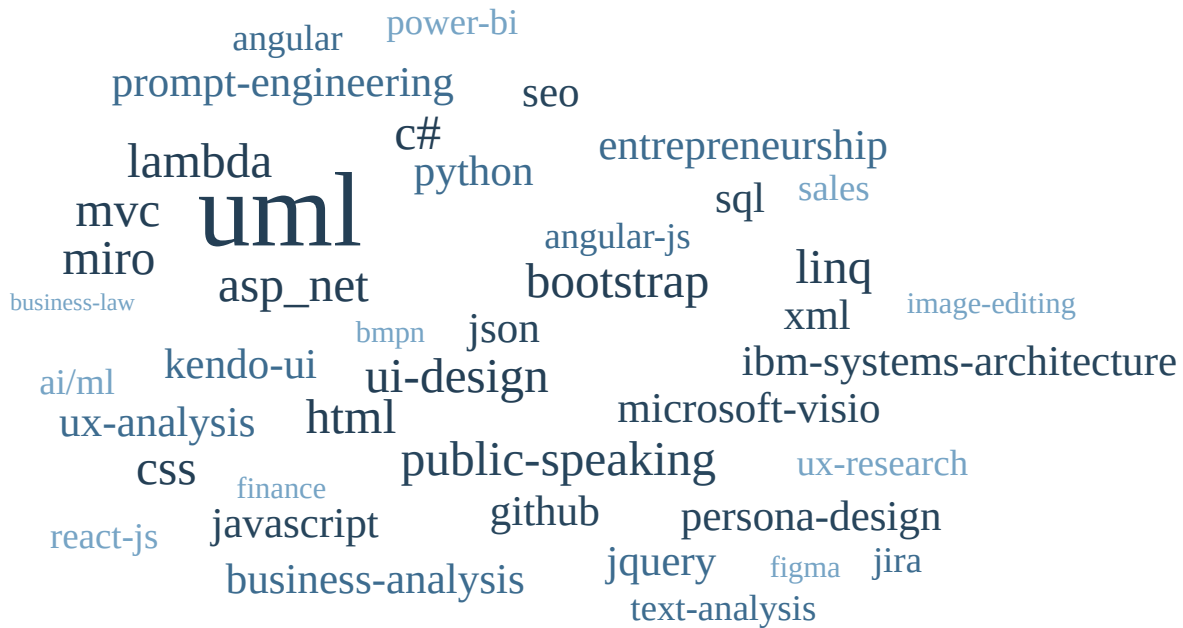 power-bi
angular
prompt-engineering
seo
c#
entrepreneurship
lambda
python
sales
sql
mvc
uml
angular-js
miro
linq
asp_net
bootstrap
business-law
image-editing
xml
bmpn
json
ibm-systems-architecture
kendo-ui
ui-design
ai/ml
microsoft-visio
ux-analysis
html
public-speaking
ux-research
css
finance
github
persona-design
javascript
react-js
jquery
jira
figma
business-analysis
text-analysis